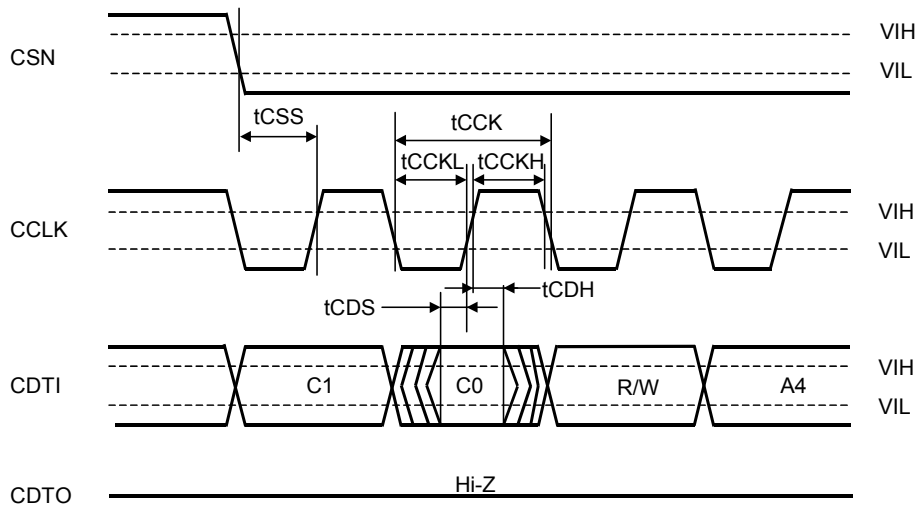 VIH
CSN
VIL
tCSS
tCCK
tCCKL tCCKH
VIH
CCLK
VIL
tCDH
tCDS
VIH
CDTI C1 C0 R/W A4
VIL
Hi-Z
CDTO